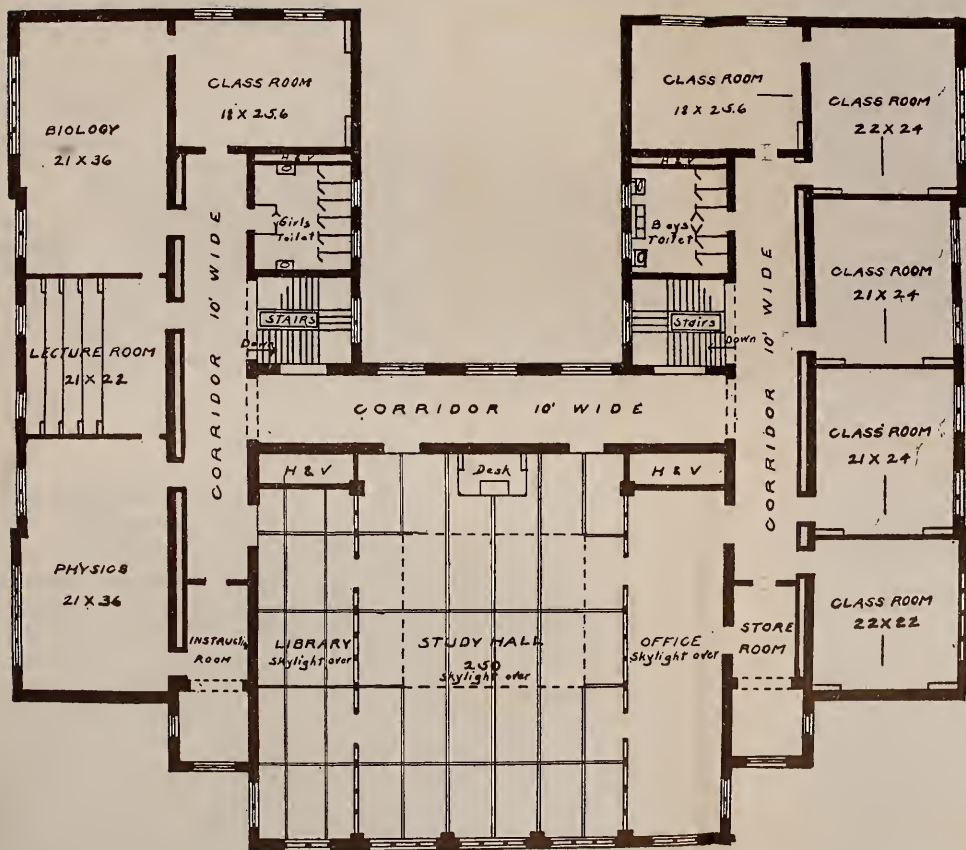 BIOLOGY
21 X 36
CLASS ROOM
18 X 25.6
H & V
Girls
Toilet
STAIRS
Down
LECTURE ROOM
21 X 22
CORRIDOR 10' WIDE
PHYSICS
21 X 36
INSTRUCTN
ROOM
CORRIDOR 10' WIDE
H & V
Desk
H & V
LIBRARY
Skylight over
STUDY HALL
250
Skylight over
OFFICE
Skylight over
STORE
ROOM
CLASS ROOM
18 X 25.6
H & V
Boys
Toilet
Stairs
Down
CORRIDOR 10' WIDE
CLASS ROOM
22 X 24
CLASS ROOM
21 X 24
CLASS ROOM
21 X 24
CLASS ROOM
22 X 22